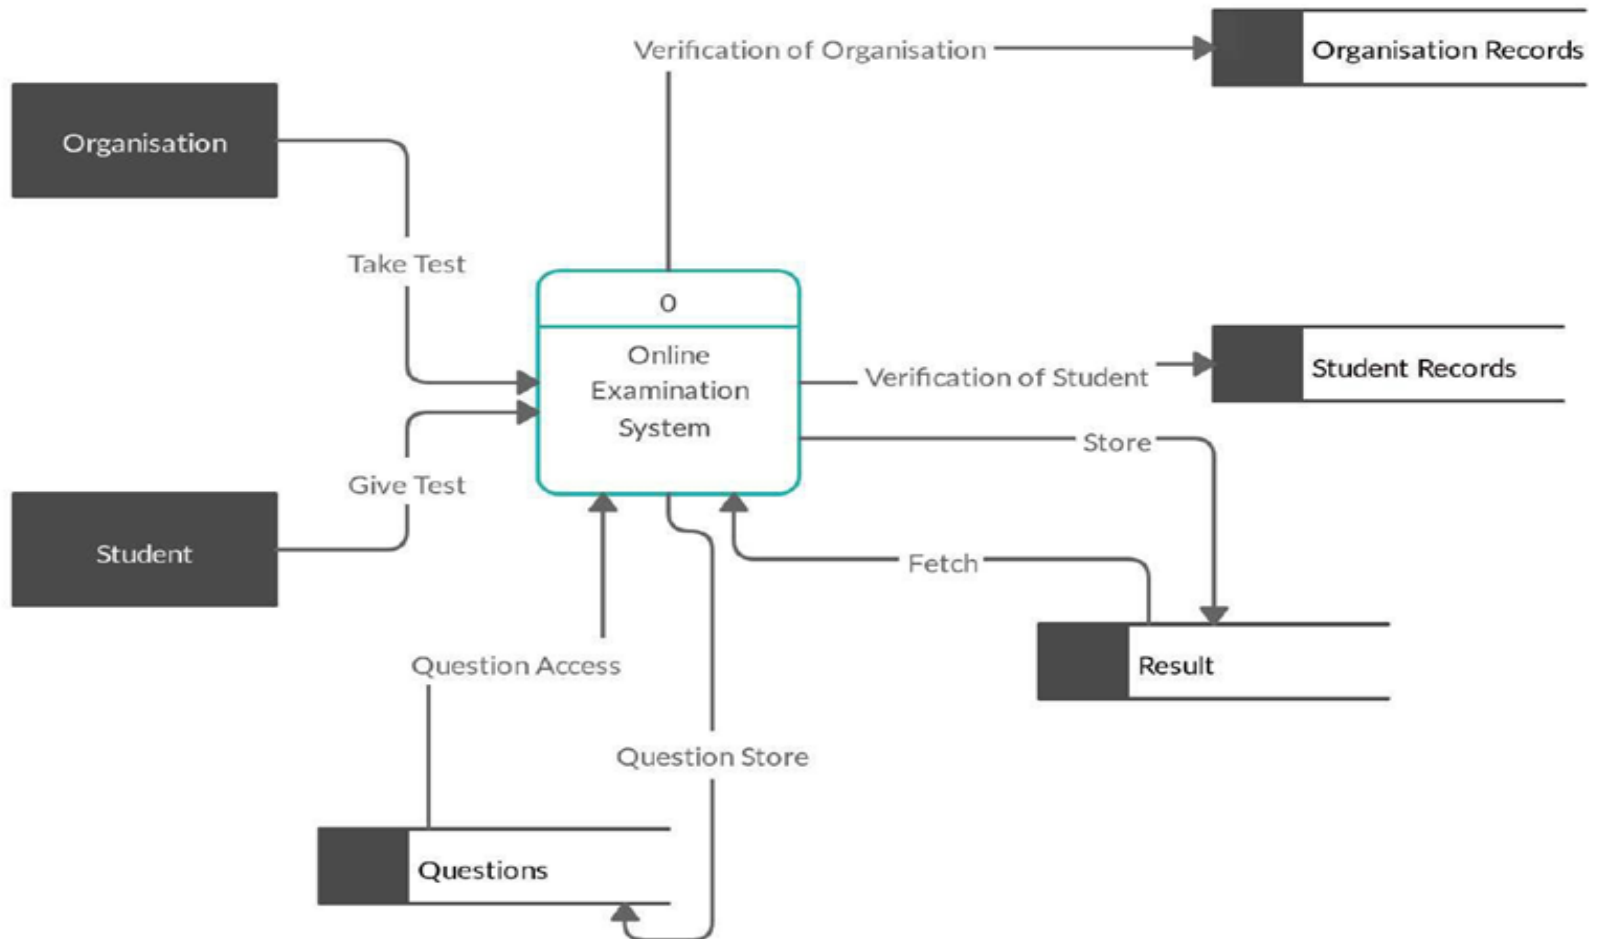 Verification of Organisation
Organisation Records
Organisation
Take Test
0
Online
Examination
System
Verification of Student
Student Records
Store
Give Test
Student
Fetch
Question Access
Result
Question Store
Questions